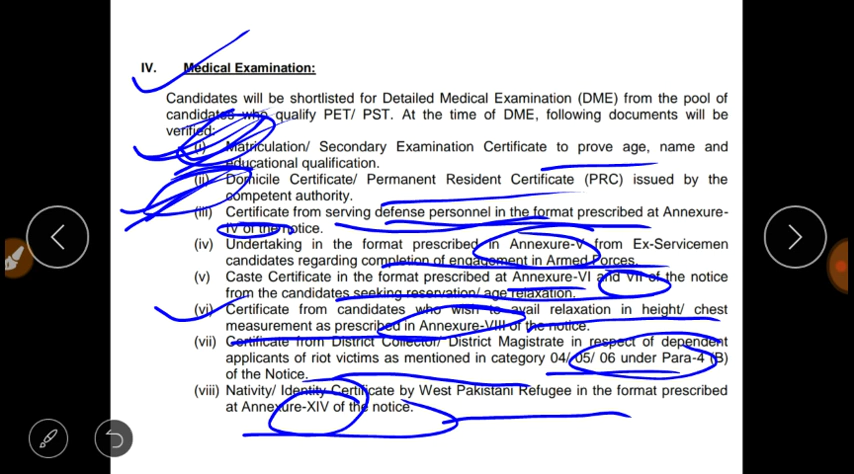 IV. Medical Examination:
Candidates will be shortlisted for Detailed Medical Examination (DME) from the pool of
candidates who qualify PET/ PST. At the time of DME, following documents will be
verified:
(i) Matriculation/ Secondary Examination Certificate to prove age, name and
educational qualification.
(ii) Domicile Certificate/ Permanent Resident Certificate (PRC) issued by the
competent authority.
(iii) Certificate from serving defense personnel in the format prescribed at Annexure-
IV of the notice.
(iv) Undertaking in the format prescribed in Annexure-V from Ex-Servicemen
candidates regarding completion of engagement in Armed Forces.
(v) Caste Certificate in the format prescribed at Annexure-VI and VII of the notice
from the candidates seeking reservation/ age relaxation.
(vi) Certificate from candidates who wish to avail relaxation in height/ chest
measurement as prescribed in Annexure-VIII of the notice.
(vii) Certificate from District Collector/ District Magistrate in respect of dependent
applicants of riot victims as mentioned in category 04/ 05/ 06 under Para-4 (B)
of the Notice.
(viii) Nativity/ Identity Certificate by West Pakistani Refugee in the format prescribed
at Annexure-XIV of the notice.